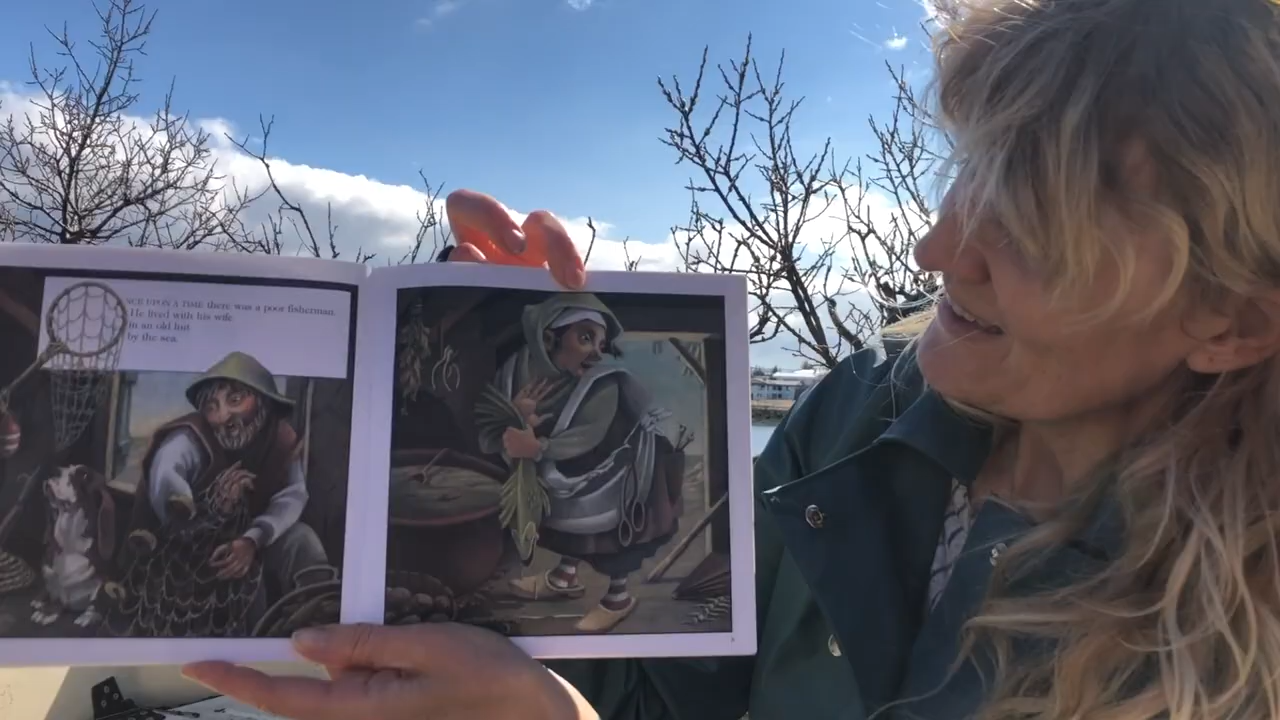 NCE UPON A TIME there was a poor fisherman.
He lived with his wife
in an old hut
by the sea.